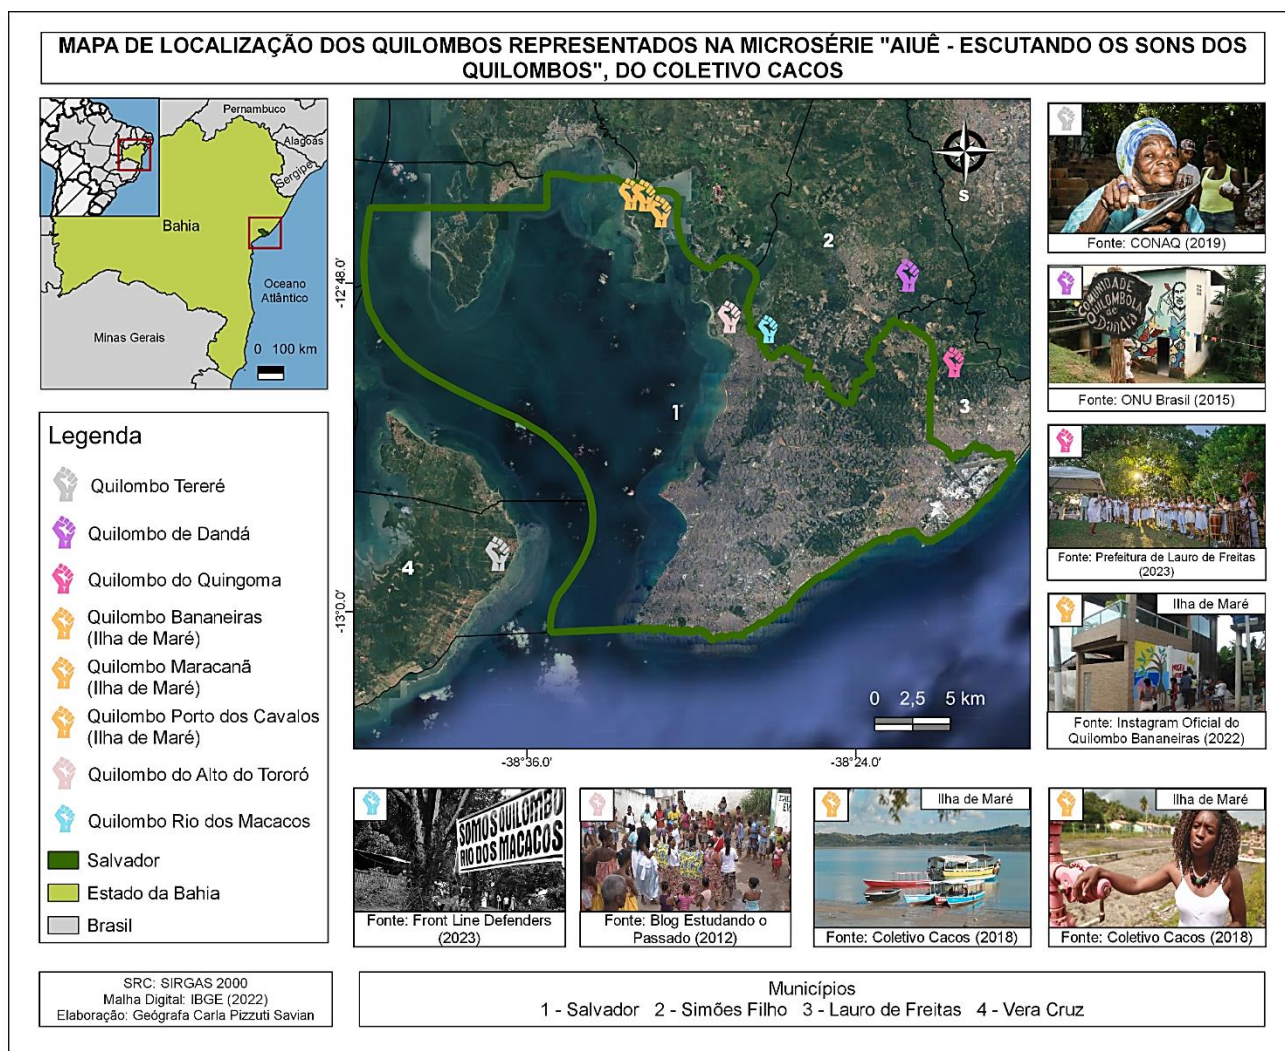 MAPA DE LOCALIZAÇÃO DOS QUILOMBOS REPRESENTADOS NA MICROSÉRIE "AIUÊ - ESCUTANDO OS SONS DOS
QUILOMBOS", DO COLETIVO CACOS
Pernambuco
Alagoas
Sergipe
Bahia
Oceano
Atlântico
Minas Gerais
0 100 km
Legenda
Quilombo Tereré
Quilombo de Dandá
Quilombo do Quingoma
Quilombo Bananeiras
(Ilha de Maré)
Quilombo Maracanã
(Ilha de Maré)
Quilombo Porto dos Cavalos
(Ilha de Maré)
Quilombo do Alto do Tororó
Quilombo Rio dos Macacos
Salvador
Estado da Bahia
Brasil
SRC: SIRGAS 2000
Malha Digital: IBGE (2022)
Elaboração: Geógrafa Carla Pizzuti Savian
-12°48.0'
-13°0.0'
S
2
1
3
4
0 2,5 5 km
-38°36.0'
-38°24.0'
Fonte: CONAQ (2019)
COMUNIDADE
QUILOMBOLA
de
Dandá
Fonte: ONU Brasil (2015)
Fonte: Prefeitura de Lauro de Freitas
(2023)
Ilha de Maré
Fonte: Instagram Oficial do
Quilombo Bananeiras (2022)
SOMOS QUILOMBO
RIO DOS MACACOS
Fonte: Front Line Defenders
(2023)
Fonte: Blog Estudando o
Passado (2012)
Ilha de Maré
Fonte: Coletivo Cacos (2018)
Ilha de Maré
Fonte: Coletivo Cacos (2018)
Municípios
1 - Salvador 2 - Simões Filho 3 - Lauro de Freitas 4 - Vera Cruz